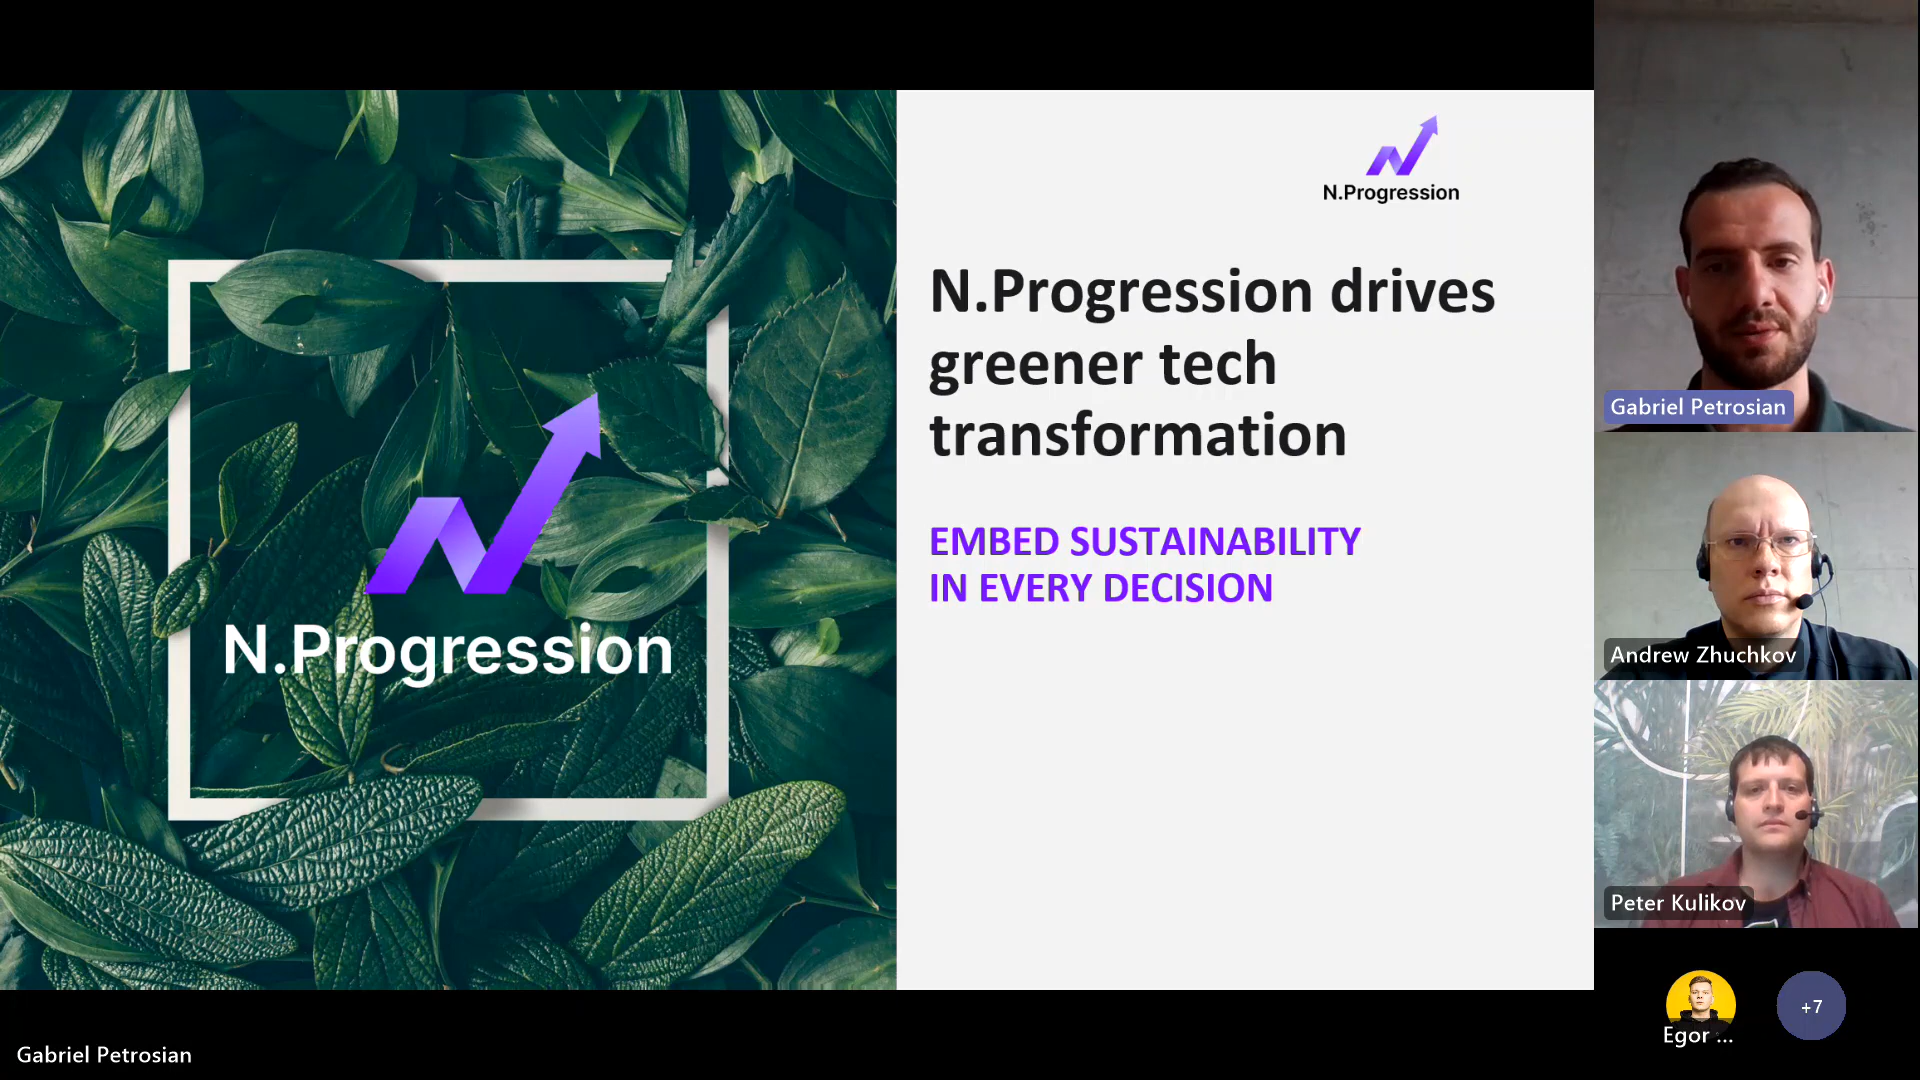 N.Progression
N.Progression
N.Progression drives
greener tech
transformation
EMBED SUSTAINABILITY
IN EVERY DECISION
Gabriel Petrosian
Andrew Zhuchkov
Peter Kulikov
Egor ...
+7
Gabriel Petrosian